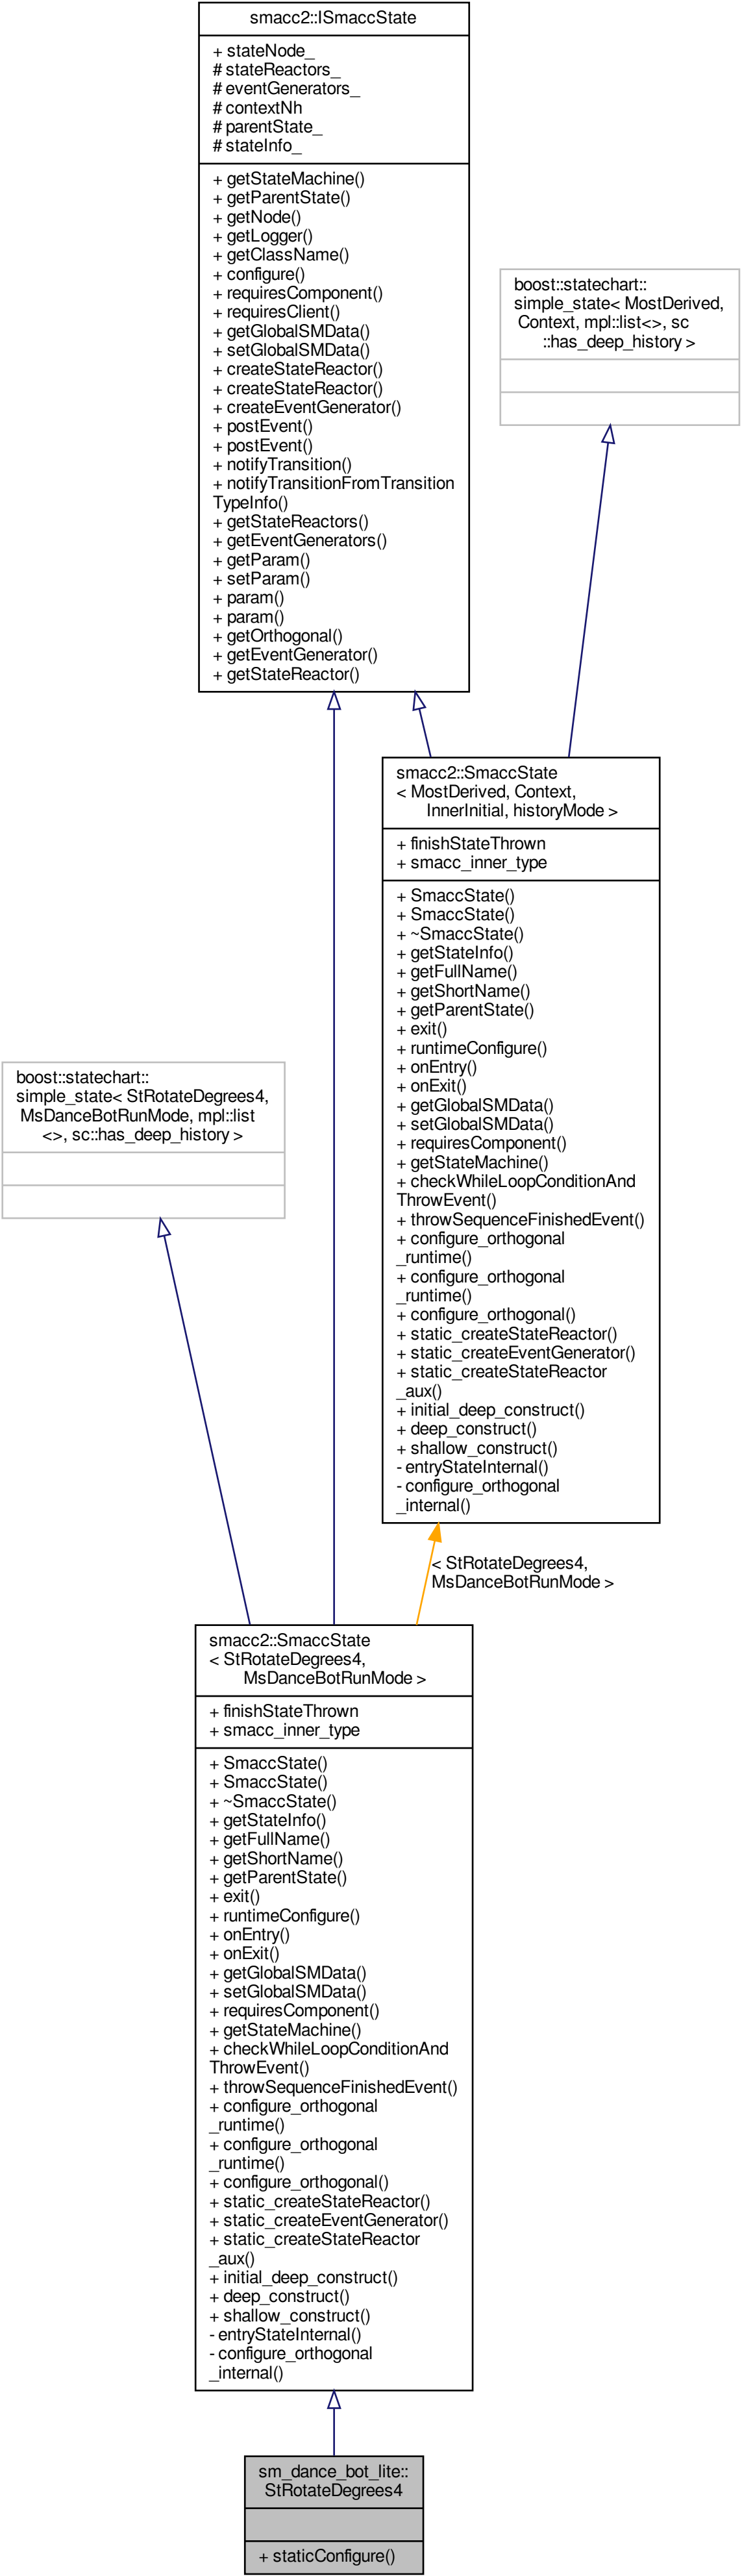 smacc2::ISmaccState
+ stateNode_
# stateReactors_
# eventGenerators_
# contextNh
# parentState_
# stateInfo_
+ getStateMachine()
+ getParentState()
+ getNode()
+ getLogger()
+ getClassName()
+ configure()
+ requiresComponent()
+ requiresClient()
+ getGlobalSMData()
+ setGlobalSMData()
+ createStateReactor()
+ createStateReactor()
+ createEventGenerator()
+ postEvent()
+ postEvent()
+ notifyTransition()
+ notifyTransitionFromTransition
TypeInfo()
+ getStateReactors()
+ getEventGenerators()
+ getParam()
+ setParam()
+ param()
+ param()
+ getOrthogonal()
+ getEventGenerator()
+ getStateReactor()
boost::statechart::
simple_state< MostDerived,
Context, mpl::list<>, sc
::has_deep_history >
smacc2::SmaccState
< MostDerived, Context,
InnerInitial, historyMode >
+ finishStateThrown
+ smacc_inner_type
+ SmaccState()
+ SmaccState()
+ ~SmaccState()
+ getStateInfo()
+ getFullName()
+ getShortName()
+ getParentState()
+ exit()
+ runtimeConfigure()
+ onEntry()
+ onExit()
+ getGlobalSMData()
+ setGlobalSMData()
+ requiresComponent()
+ getStateMachine()
+ checkWhileLoopConditionAnd
ThrowEvent()
+ throwSequenceFinishedEvent()
+ configure_orthogonal
_runtime()
+ configure_orthogonal
_runtime()
+ configure_orthogonal()
+ static_createStateReactor()
+ static_createEventGenerator()
+ static_createStateReactor
_aux()
+ initial_deep_construct()
+ deep_construct()
+ shallow_construct()
- entryStateInternal()
- configure_orthogonal
_internal()
boost::statechart::
simple_state< StRotateDegrees4,
MsDanceBotRunMode, mpl::list
<>, sc::has_deep_history >
< StRotateDegrees4,
MsDanceBotRunMode >
smacc2::SmaccState
< StRotateDegrees4,
MsDanceBotRunMode >
+ finishStateThrown
+ smacc_inner_type
+ SmaccState()
+ SmaccState()
+ ~SmaccState()
+ getStateInfo()
+ getFullName()
+ getShortName()
+ getParentState()
+ exit()
+ runtimeConfigure()
+ onEntry()
+ onExit()
+ getGlobalSMData()
+ setGlobalSMData()
+ requiresComponent()
+ getStateMachine()
+ checkWhileLoopConditionAnd
ThrowEvent()
+ throwSequenceFinishedEvent()
+ configure_orthogonal
_runtime()
+ configure_orthogonal
_runtime()
+ configure_orthogonal()
+ static_createStateReactor()
+ static_createEventGenerator()
+ static_createStateReactor
_aux()
+ initial_deep_construct()
+ deep_construct()
+ shallow_construct()
- entryStateInternal()
- configure_orthogonal
_internal()
sm_dance_bot_lite::
StRotateDegrees4
+ staticConfigure()